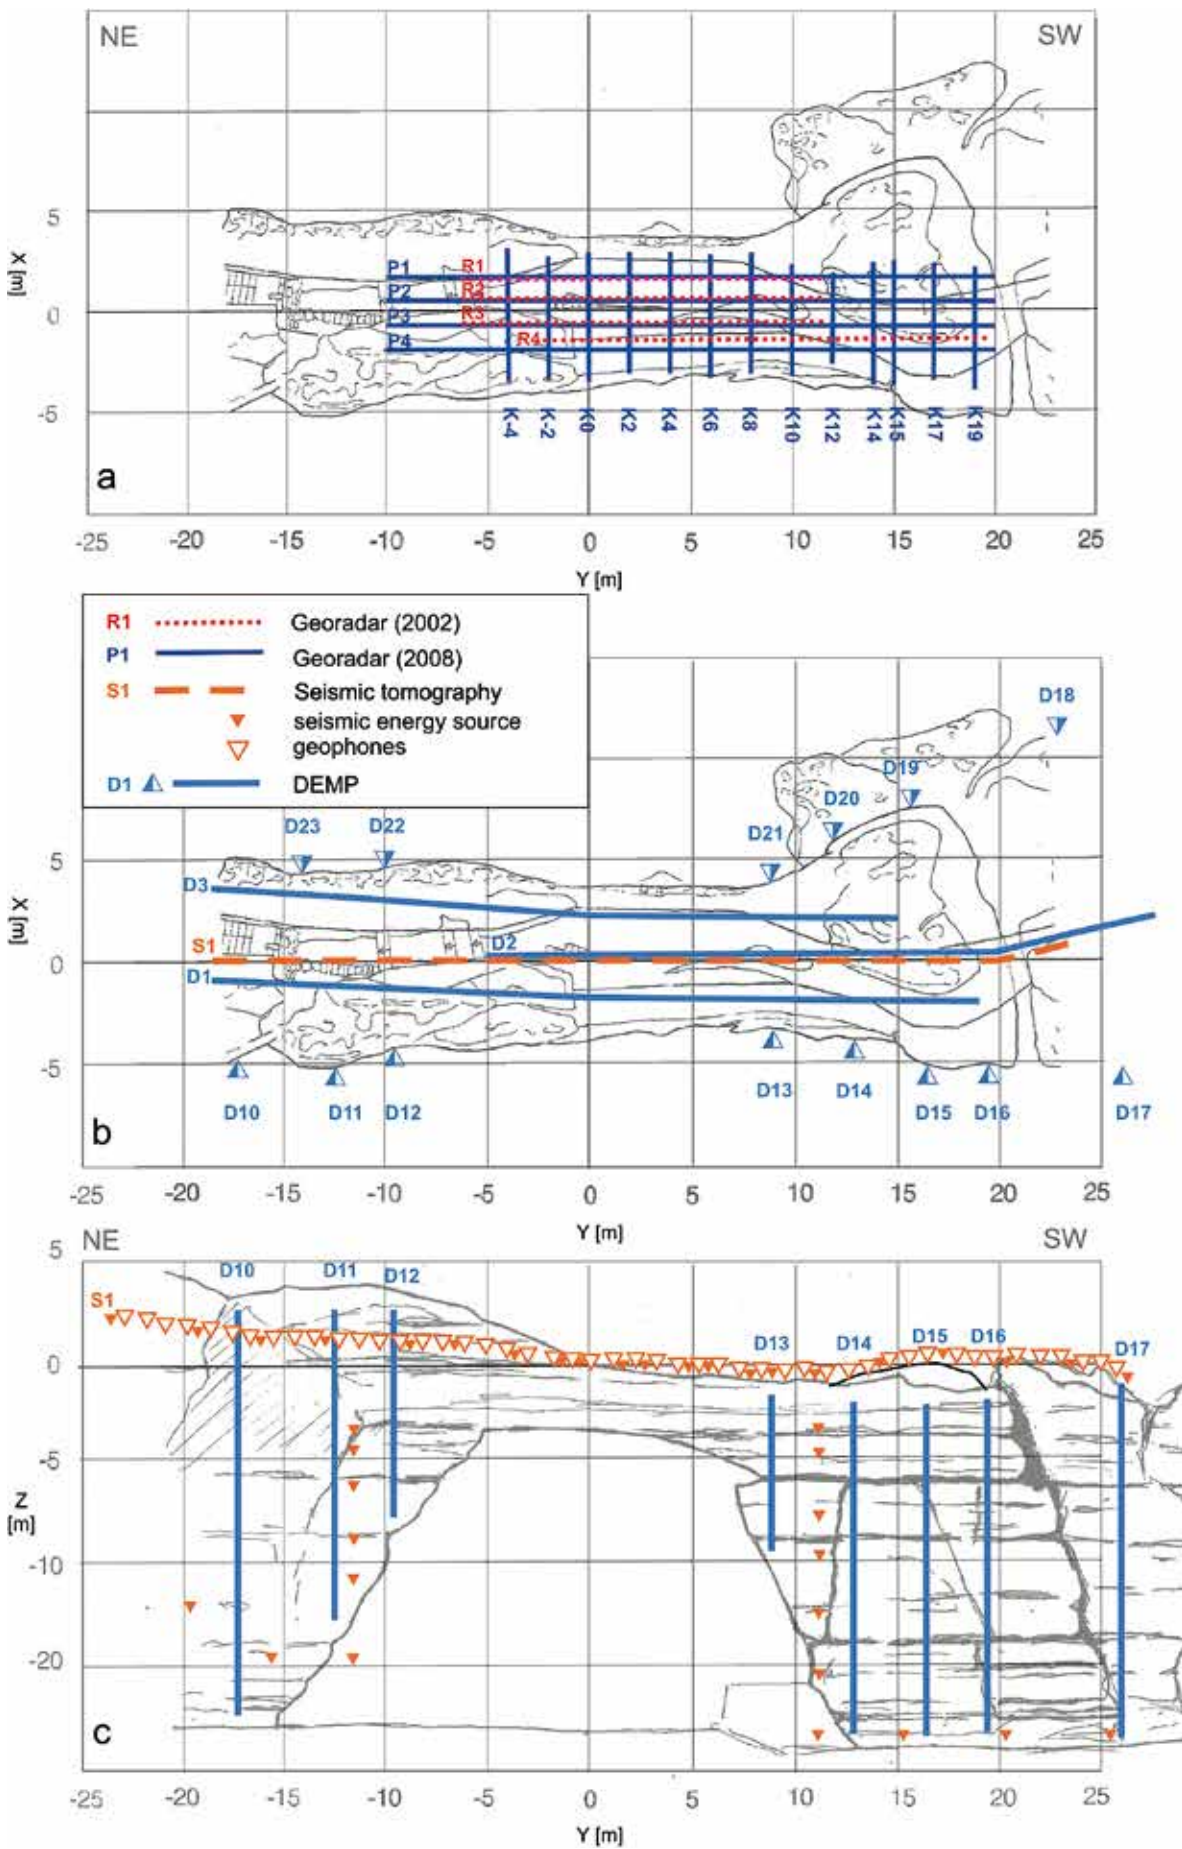 NE SW
5
P1 R1
P2 R2
X [m]
0 P3 R3
P4 R4
-5
K-4 K-2 K0 K2 K4 K6 K8 K10 K12 K14 K15 K17 K19
a
-25 -20 -15 -10 -5 0 5 10 15 20 25
Y [m]
R1 Georadar (2002)
P1 Georadar (2008)
S1 Seismic tomography
seismic energy source
geophones
D1 DEMP
D18
D19
D20
D23 D22 D21
5
D3
X [m]
S1 D2
0
D1
-5
D10 D11 D12 D13 D14 D15 D16 D17
b
-25 -20 -15 -10 -5 0 5 10 15 20 25
Y [m]
NE SW
5
D10 D11 D12
S1
D13 D14 D15 D16 D17
0
-5
Z
[m]
-10
-20
c
-25 -20 -15 -10 -5 0 5 10 15 20 25
Y [m]